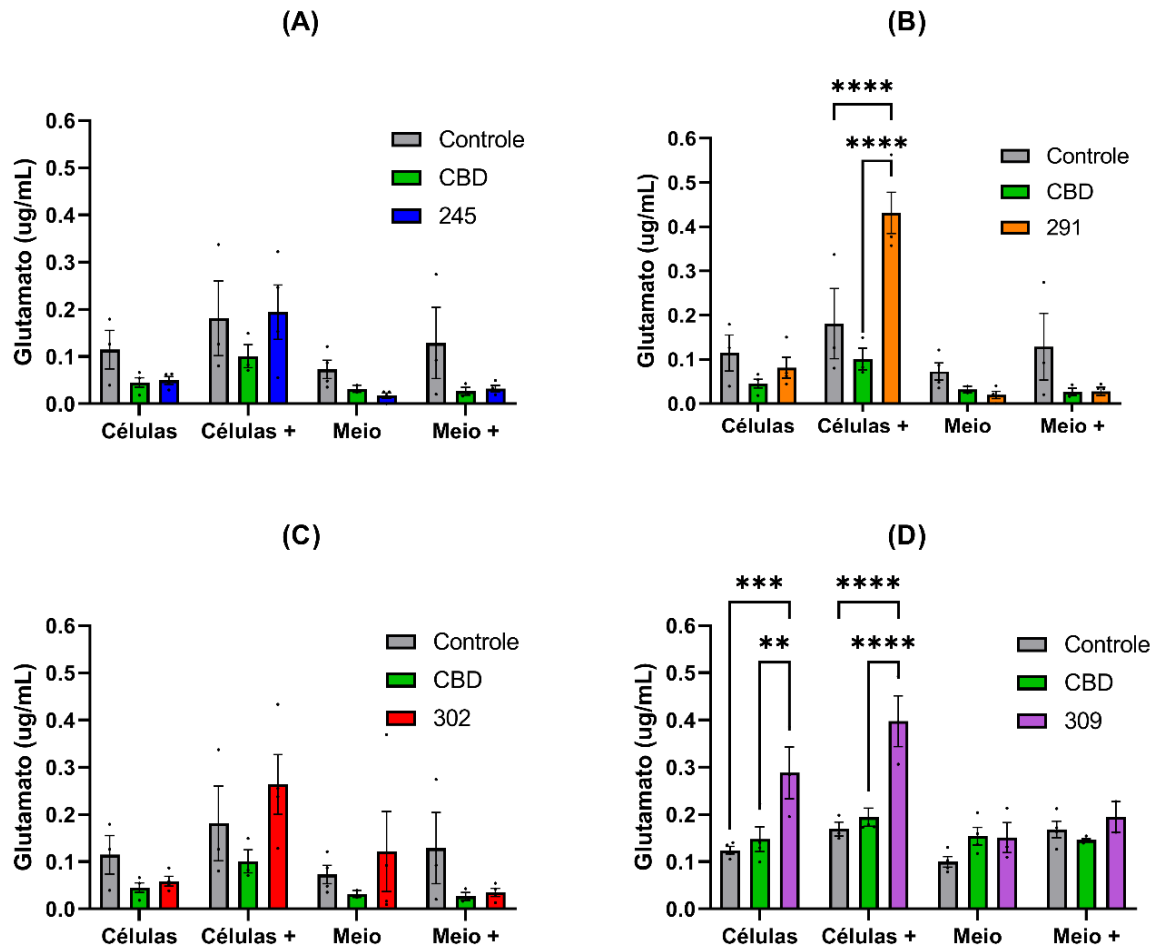 (A)
Glutamato (ug/mL)
0.6
0.5
0.4
0.3
0.2
0.1
0.0
Controle
CBD
245
Células Células + Meio Meio +
(B)
**** 
****
Glutamato (ug/mL)
0.6
0.5
0.4
0.3
0.2
0.1
0.0
Controle
CBD
291
Células Células + Meio Meio +
(C)
Glutamato (ug/mL)
0.6
0.5
0.4
0.3
0.2
0.1
0.0
Controle
CBD
302
Células Células + Meio Meio +
(D)
*** ****
** ****
Glutamato (ug/mL)
0.6
0.5
0.4
0.3
0.2
0.1
0.0
Controle
CBD
309
Células Células + Meio Meio +